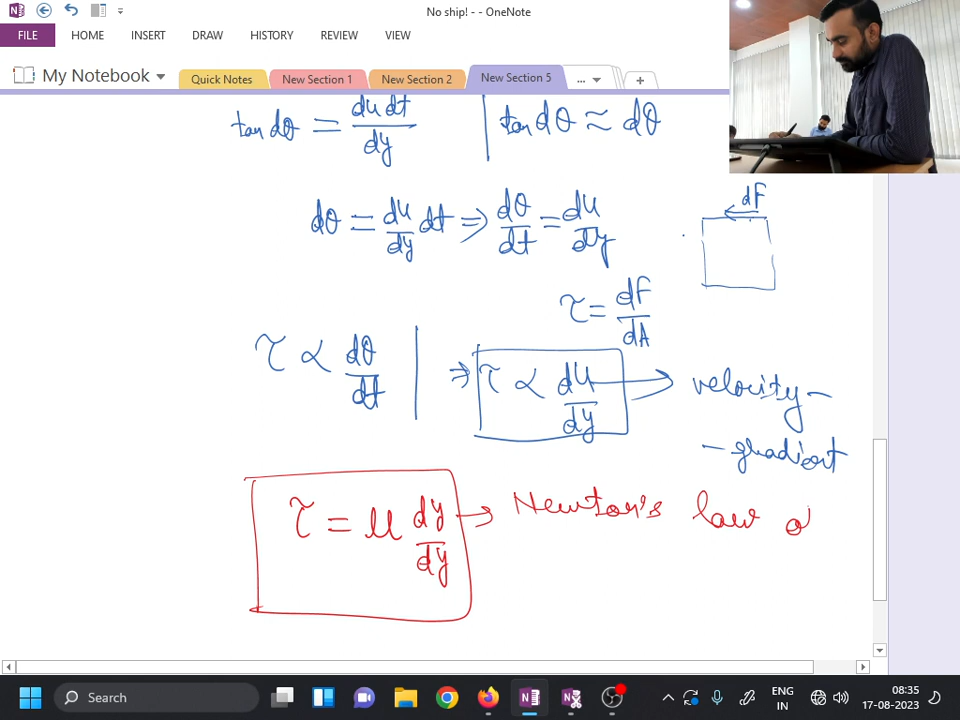 No ship! - - OneNote
FILE HOME INSERT DRAW HISTORY REVIEW VIEW
My Notebook Quick Notes New Section 1 New Section 2 New Section 5 ... +
tan dθ = du dt / dy | tan dθ ≈ dθ
dF
dθ = du/dy dt ⇒ dθ/dt = du/dy
τ = dF/dA
τ ∝ dθ/dt | ⇒ τ ∝ du/dy → velocity-
-gradient
τ = μ dy/dy → Newton's law o
Search
ENG
IN
08:35
17-08-2023